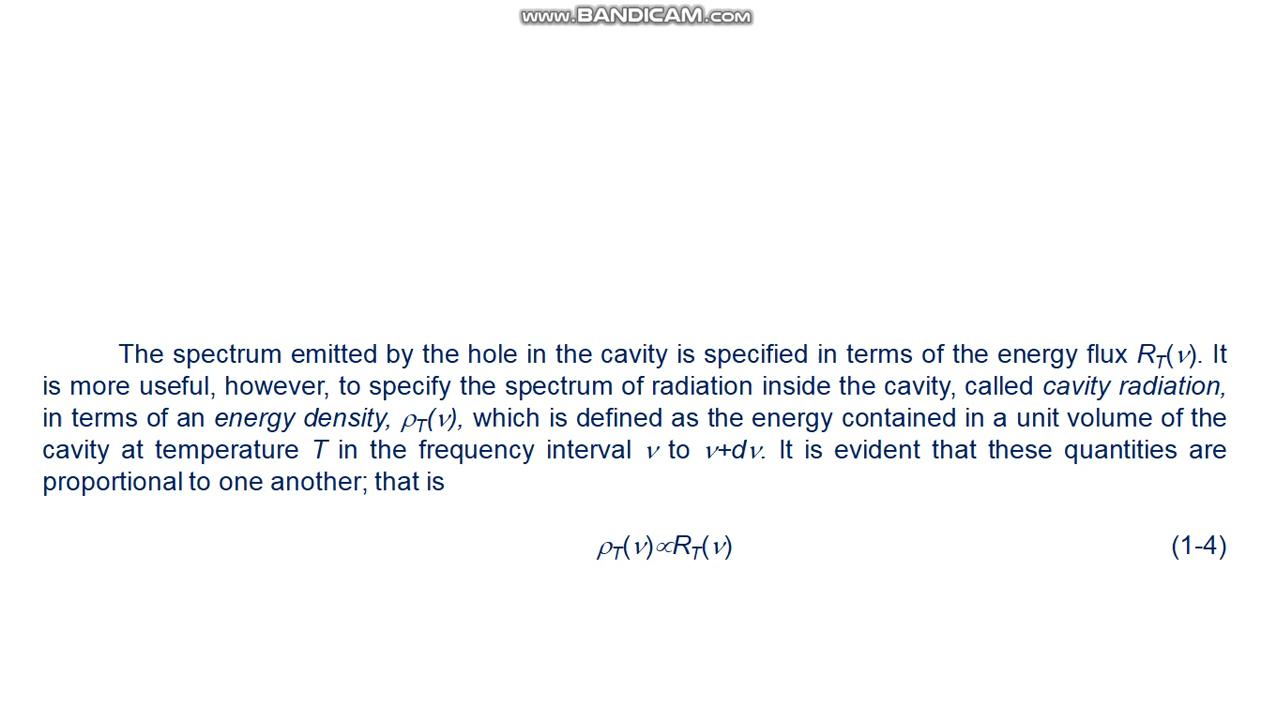 www.BANDICAM.com
The spectrum emitted by the hole in the cavity is specified in terms of the energy flux R_T(ν). It
is more useful, however, to specify the spectrum of radiation inside the cavity, called cavity radiation,
in terms of an energy density, ρ_T(ν), which is defined as the energy contained in a unit volume of the
cavity at temperature T in the frequency interval ν to ν+dν. It is evident that these quantities are
proportional to one another; that is
ρ_T(ν)∝R_T(ν) (1-4)